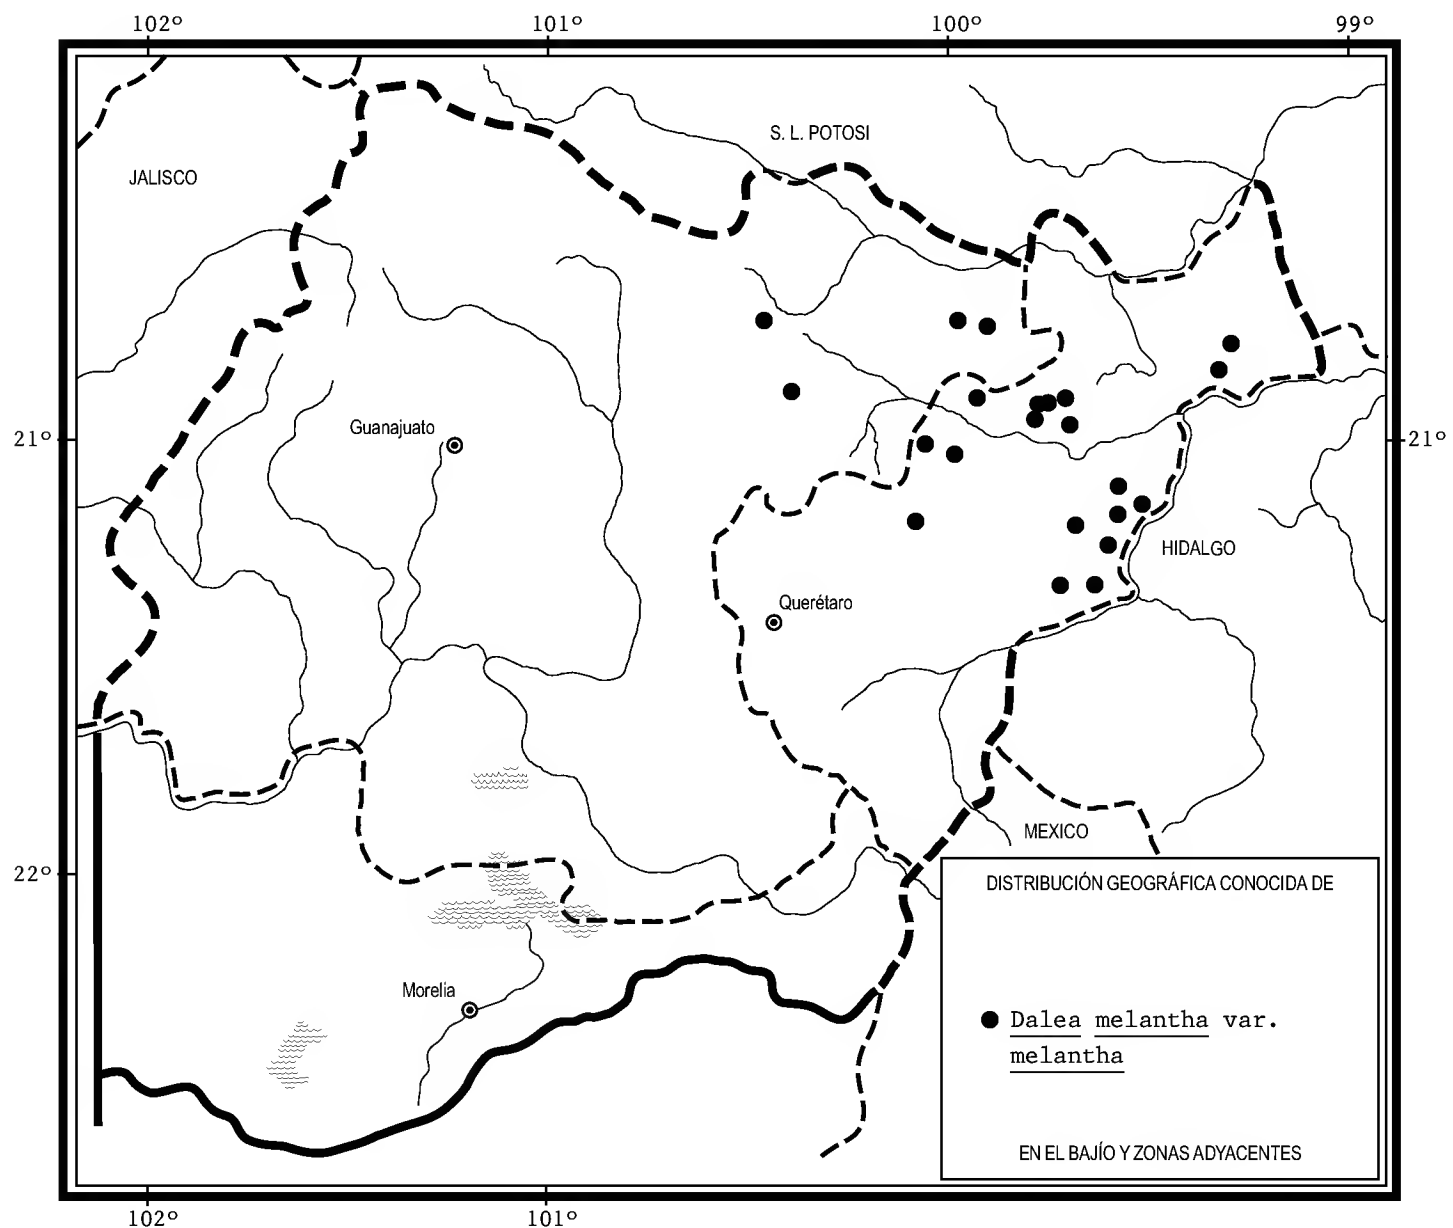 102º 101º 100º 99º
S. L. POTOSI
JALISCO
Guanajuato
21º 21º
HIDALGO
Querétaro
MEXICO
22º
DISTRIBUCIÓN GEOGRÁFICA CONOCIDA DE
Morelia
Dalea melantha var.
melantha
EN EL BAJÍO Y ZONAS ADYACENTES
102º 101º